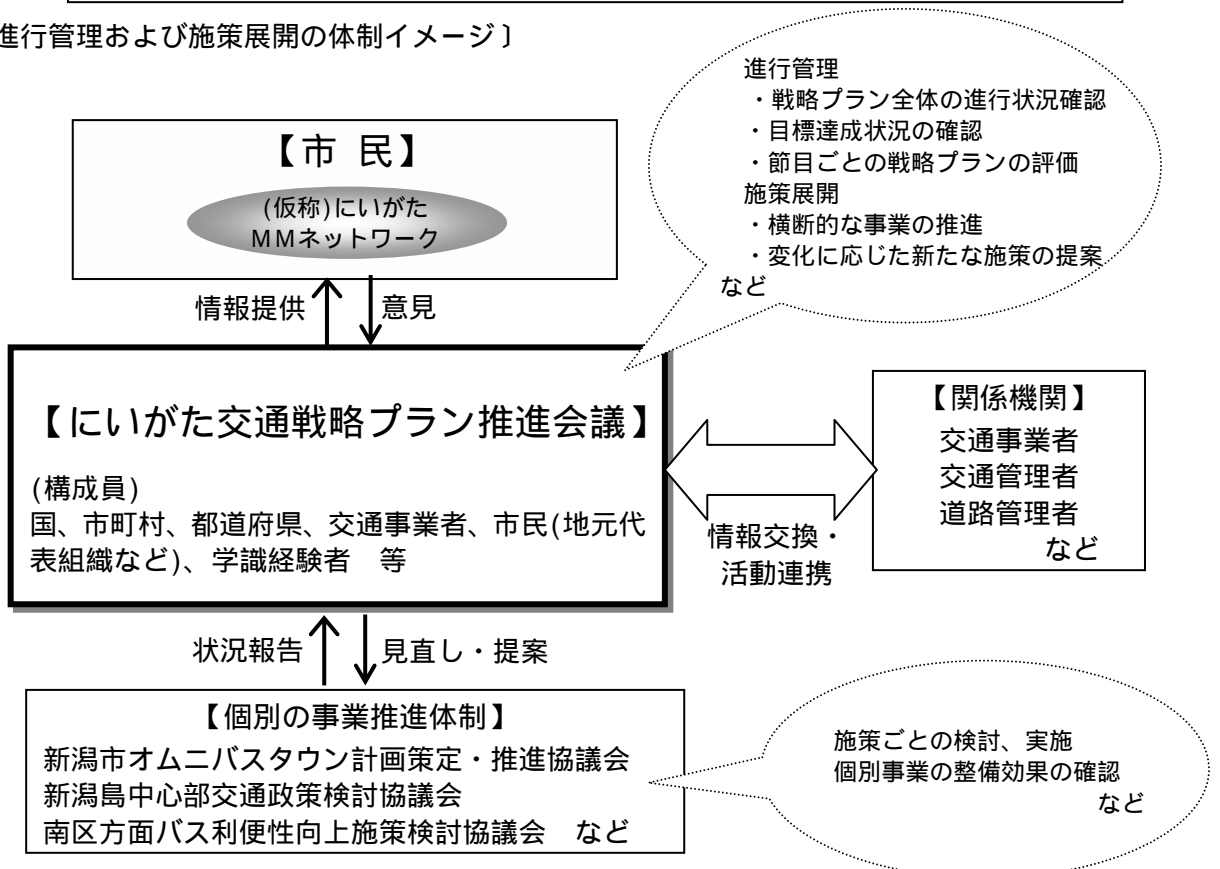 進行管理および施策展開の体制イメージ〕
進行管理
・戦略プラン全体の進行状況確認
・目標達成状況の確認
・節目ごとの戦略プランの評価
施策展開
・横断的な事業の推進
・変化に応じた新たな施策の提案
など
【市 民】
(仮称)にいがた
MMネットワーク
情報提供
意見
【にいがた交通戦略プラン推進会議】
(構成員)
国、市町村、都道府県、交通事業者、市民(地元代
表組織など)、学識経験者　等
情報交換・
活動連携
【関係機関】
交通事業者
交通管理者
道路管理者
など
状況報告
見直し・提案
【個別の事業推進体制】
新潟市オムニバスタウン計画策定・推進協議会
新潟島中心部交通政策検討協議会
南区方面バス利便性向上施策検討協議会　など
施策ごとの検討、実施
個別事業の整備効果の確認
など